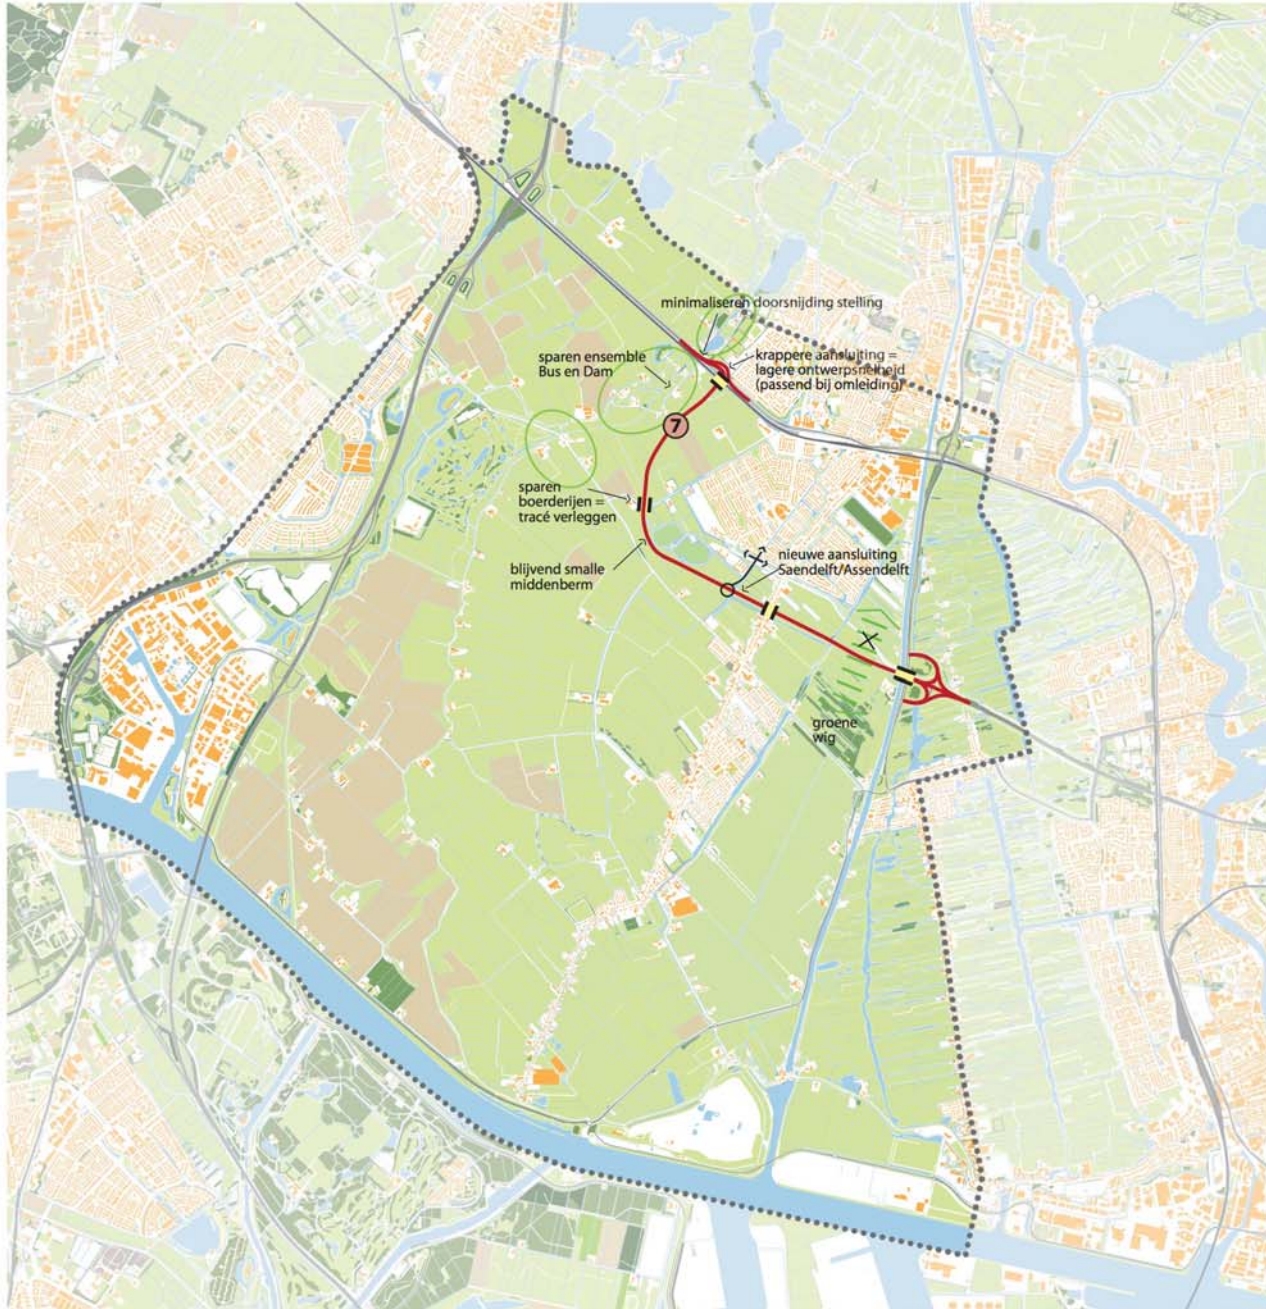 minimaliseren doorsnijding stelling
sparen ensemble
Bus en Dam
krappere aansluiting =
lagere ontwerpsnelheid
(passend bij omleiding)
7
sparen
boerderijen =
tracé verleggen
blijvend smalle
middenberm
nieuwe aansluiting
Saendelft/Assendelft
groene
wig